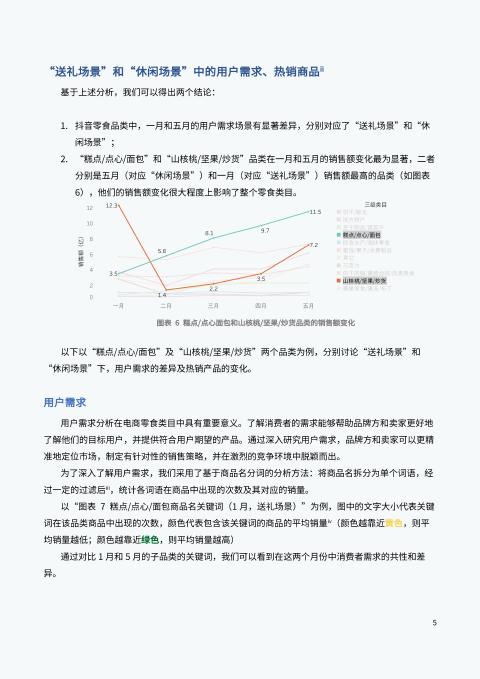 “送礼场景”和“休闲场景”中的用户需求、热销商品ii
基于上述分析，我们可以得出两个结论：
1. 抖音零食品类中，一月和五月的用户需求场景有显著差异，分别对应了“送礼场景”和“休
闲场景”；
2. “糕点/点心/面包”和“山核桃/坚果/炒货”品类在一月和五月的销售额变化最为显著，二者
分别是五月（对应“休闲场景”）和一月（对应“送礼场景”）销售额最高的品类（如图表
6），他们的销售额变化很大程度上影响了整个零食类目。
三级类目
12
10
8
6
4
2
0
销售额（亿）
12.3
3.5
5.8
1.4
8.1
2.2
9.7
3.5
11.5
7.2
一月
二月
三月
四月
五月
糕点/点心/面包
山核桃/坚果/炒货
图表 6 糕点/点心面包和山核桃/坚果/炒货品类的销售额变化
以下以“糕点/点心/面包”及“山核桃/坚果/炒货”两个品类为例，分别讨论“送礼场景”和
“休闲场景”下，用户需求的差异及热销产品的变化。
用户需求
用户需求分析在电商零食类目中具有重要意义。了解消费者的需求能够帮助品牌方和卖家更好地
了解他们的目标用户，并提供符合用户期望的产品。通过深入研究用户需求，品牌方和卖家可以更精
准地定位市场，制定有针对性的销售策略，并在激烈的竞争环境中脱颖而出。
为了深入了解用户需求，我们采用了基于商品名分词的分析方法：将商品名拆分为单个词语，经
过一定的过滤后iii，统计各词语在商品中出现的次数及其对应的销量。
以“图表 7 糕点/点心/面包商品名关键词（1 月，送礼场景）”为例，图中的文字大小代表关键
词在该品类商品中出现的次数，颜色代表包含该关键词的商品的平均销量iv（颜色越靠近黄色，则平
均销量越低；颜色越靠近绿色，则平均销量越高）
通过对比 1 月和 5 月的子品类的关键词，我们可以看到在这两个月份中消费者需求的共性和差
异。
5